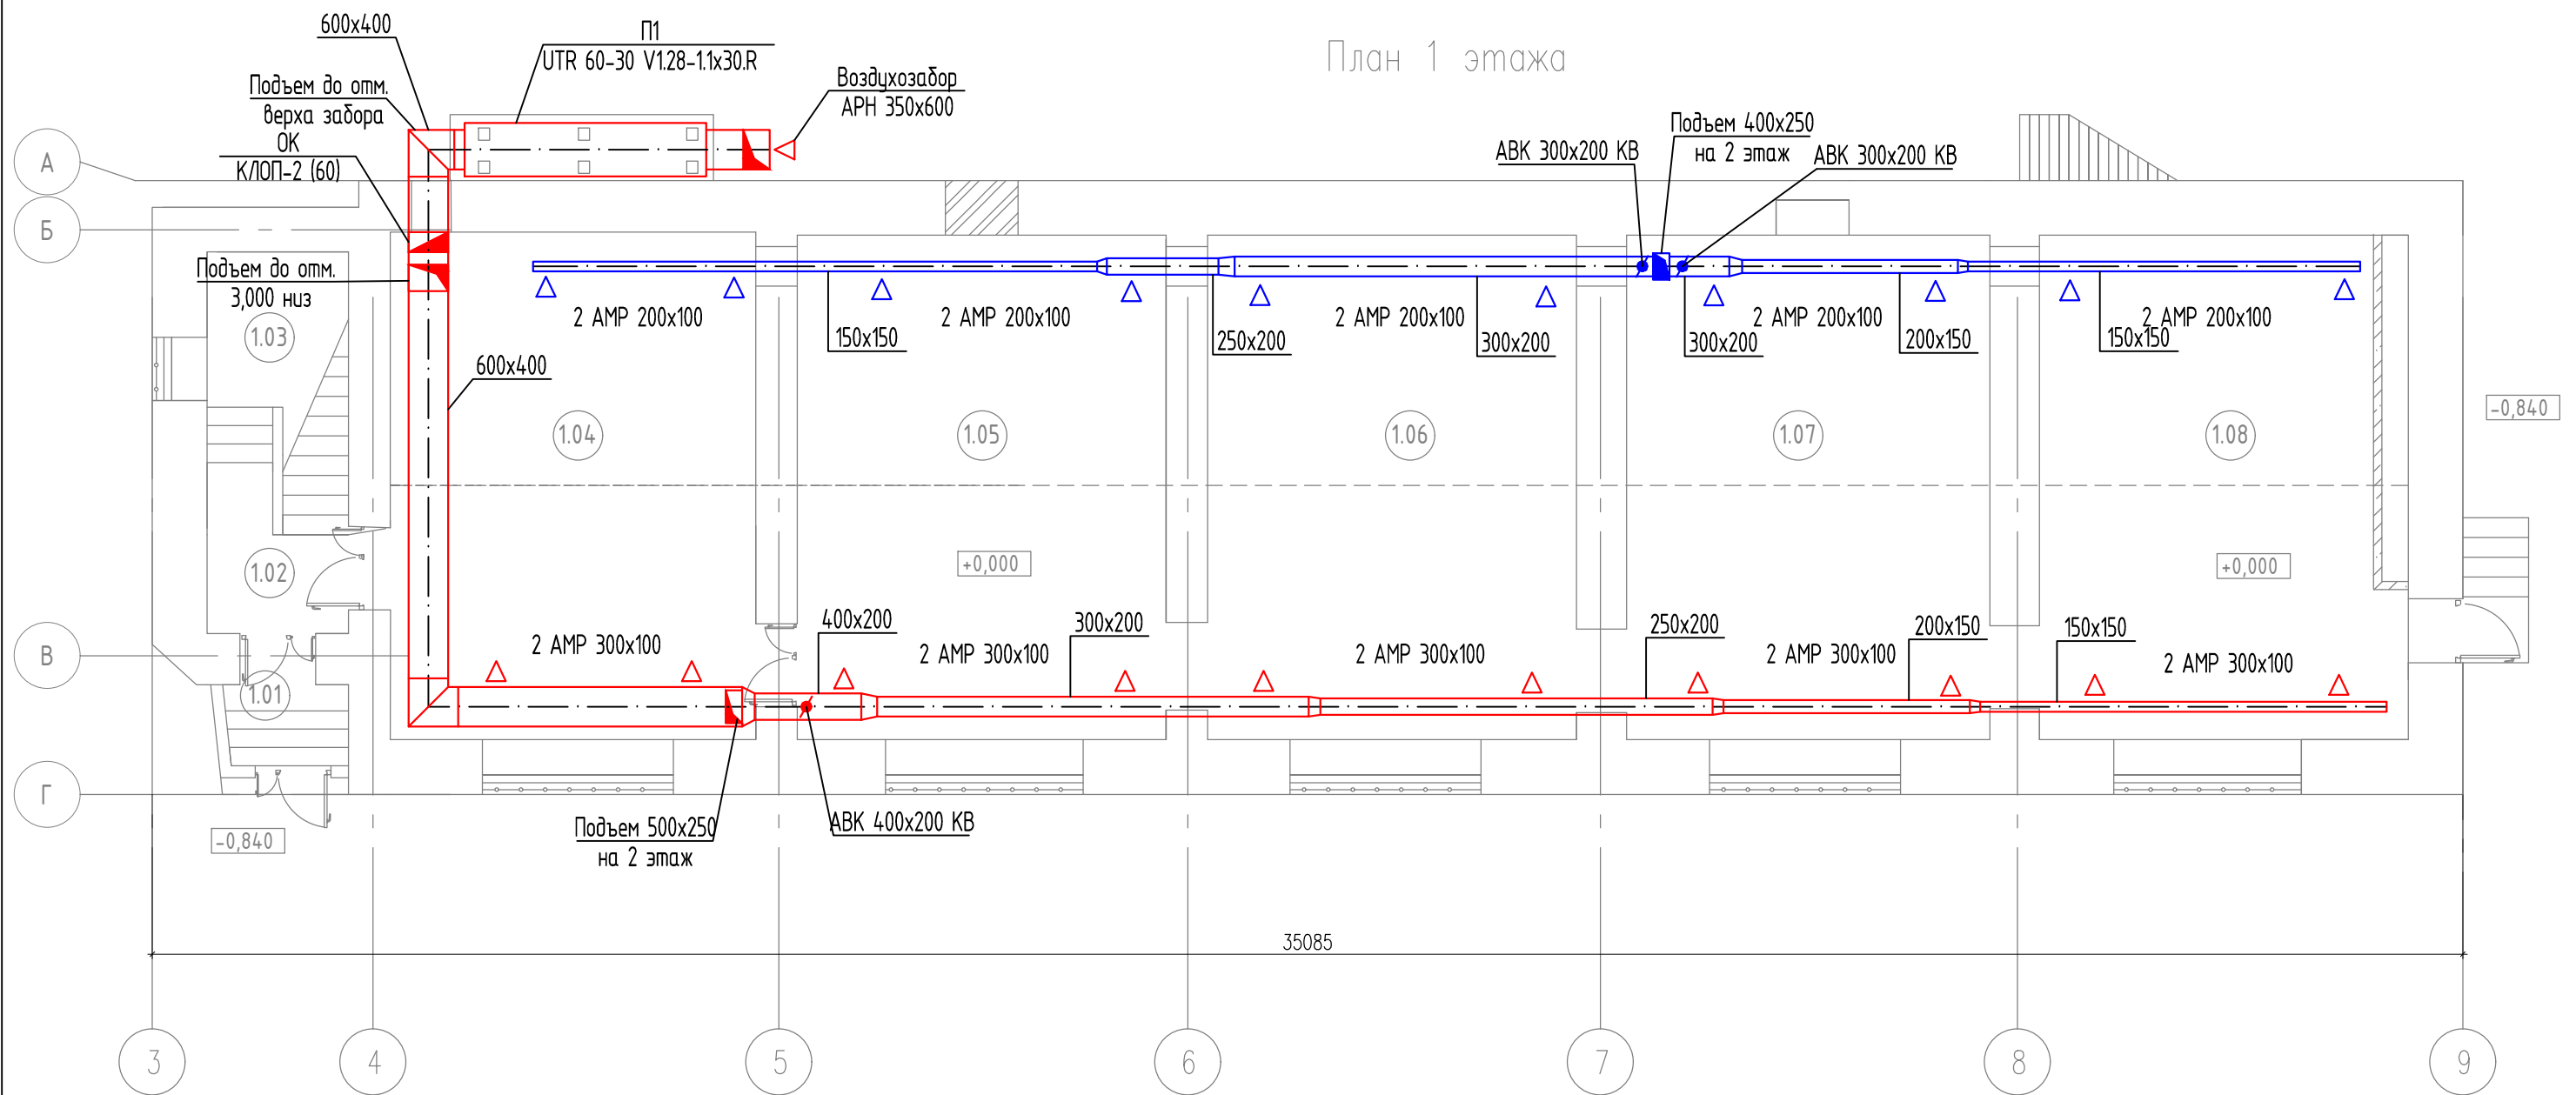 План 1 этажа
600х400
П1
UTR 60-30 V1.28-1.1x30.R
Воздухозабор
АРН 350х600
Подъем до отм.
верха забора
ОК
КЛОП-2 (60)
Подъем 400х250
на 2 этаж
АВК 300х200 КВ
АВК 300х200 КВ
А
Б
Подъем до отм.
3,000 низ
1.03
2 АМР 200х100
150х150
2 АМР 200х100
250х200
2 АМР 200х100
300х200
300х200
2 АМР 200х100
200х150
2 АМР 200х100
150х150
600х400
1.04
1.05
1.06
1.07
1.08
-0,840
1.02
+0,000
+0,000
В
1.01
2 АМР 300х100
400х200
2 АМР 300х100
300х200
2 АМР 300х100
250х200
2 АМР 300х100
200х150
150х150
2 АМР 300х100
Г
-0,840
Подъем 500х250
на 2 этаж
АВК 400х200 КВ
35085
3
4
5
6
7
8
9